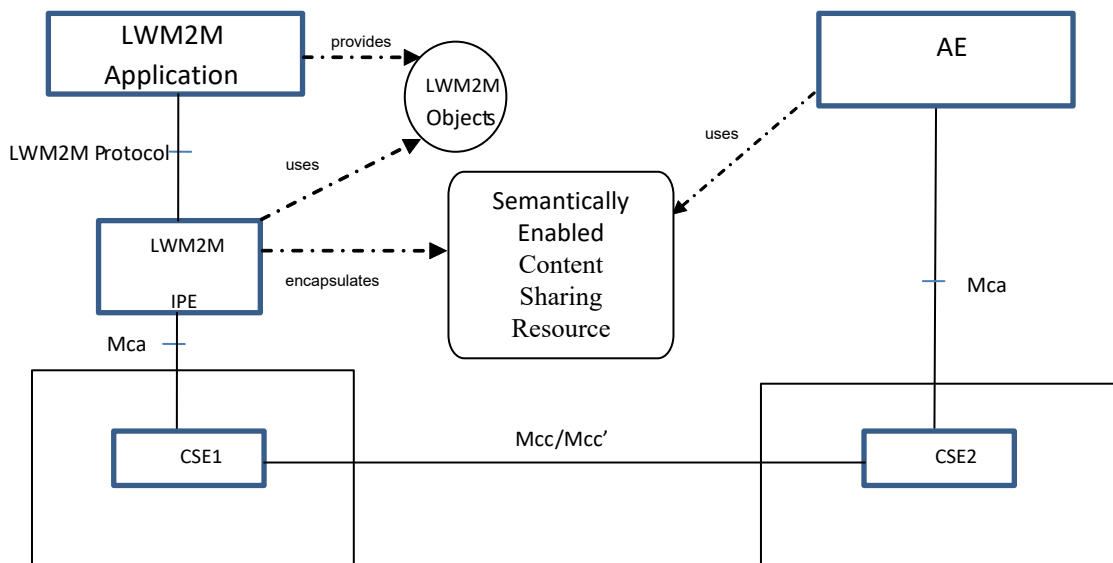 LWM2M
Application
provides
LWM2M
Objects
AE
LWM2M Protocol
uses
uses
LWM2M
IPE
encapsulates
Semantically
Enabled
Content
Sharing
Resource
Mca
Mca
CSE1
Mcc/Mcc’
CSE2